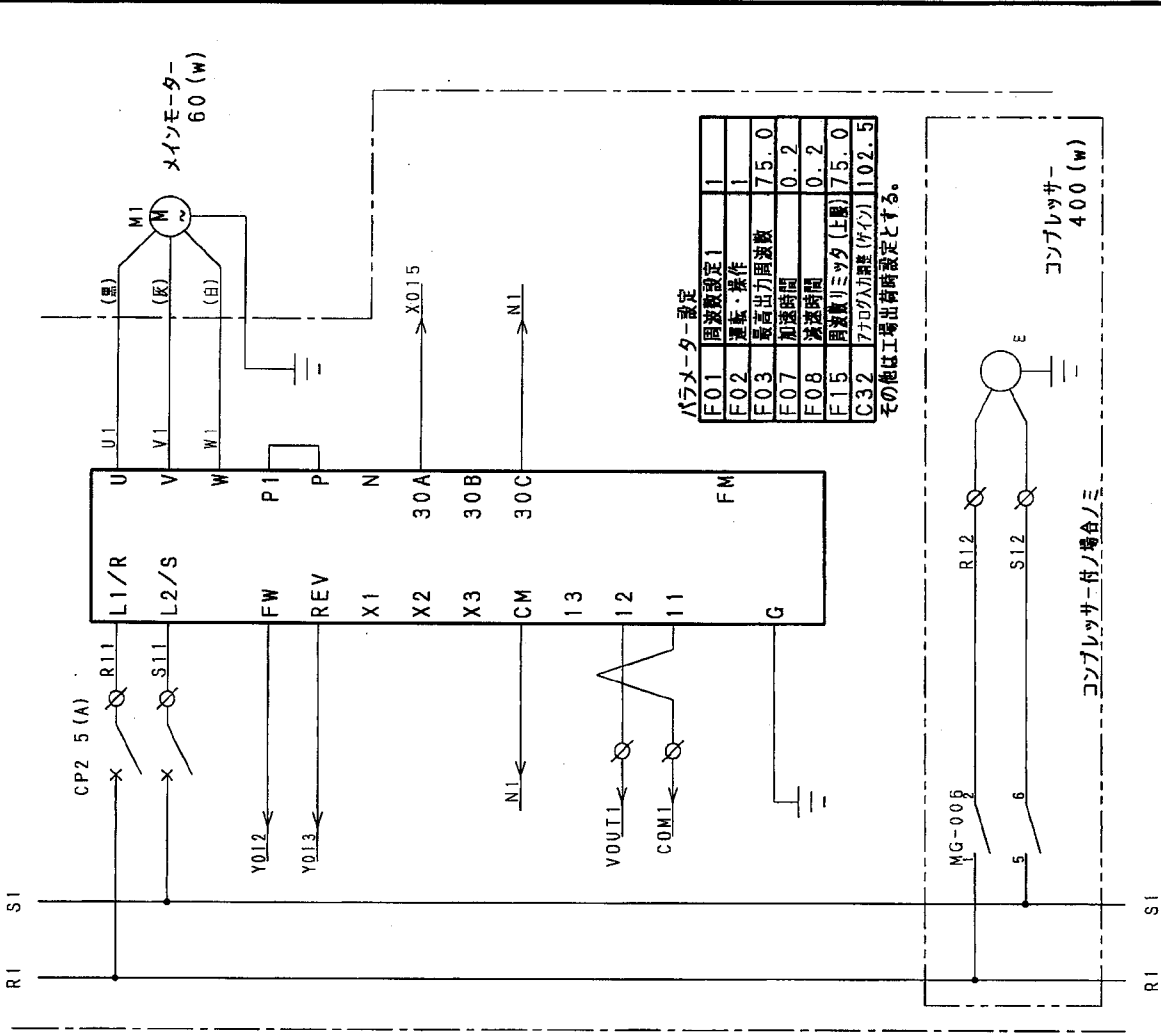 R1
S1
CP2 5(A)
R11
S11
L1/R
L2/S
FW
REV
X1
X2
X3
CM
13
12
11
G
U
V
W
P1
P
N
30A
30B
30C
FM
U1
V1
W1
(黒)
(灰)
(白)
M1
M
~
メインモーター
60(w)
Y012
Y013
N1
VOUT1
COM1
X015
N1
パラメーター設定
F01 周波数設定1 1
F02 運転・操作 1
F03 最高出力周波数 75.0
F07 加速時間 0.2
F08 減速時間 0.2
F15 周波数リミッタ(上限) 75.0
C32 アナログ入力調整(ゲイン) 102.5
その他は工場出荷時設定とする。
MG-006
1
2
5
6
R12
S12
E
コンプレッサー
400(w)
コンプレッサー付ノ場合ノミ
R1
S1